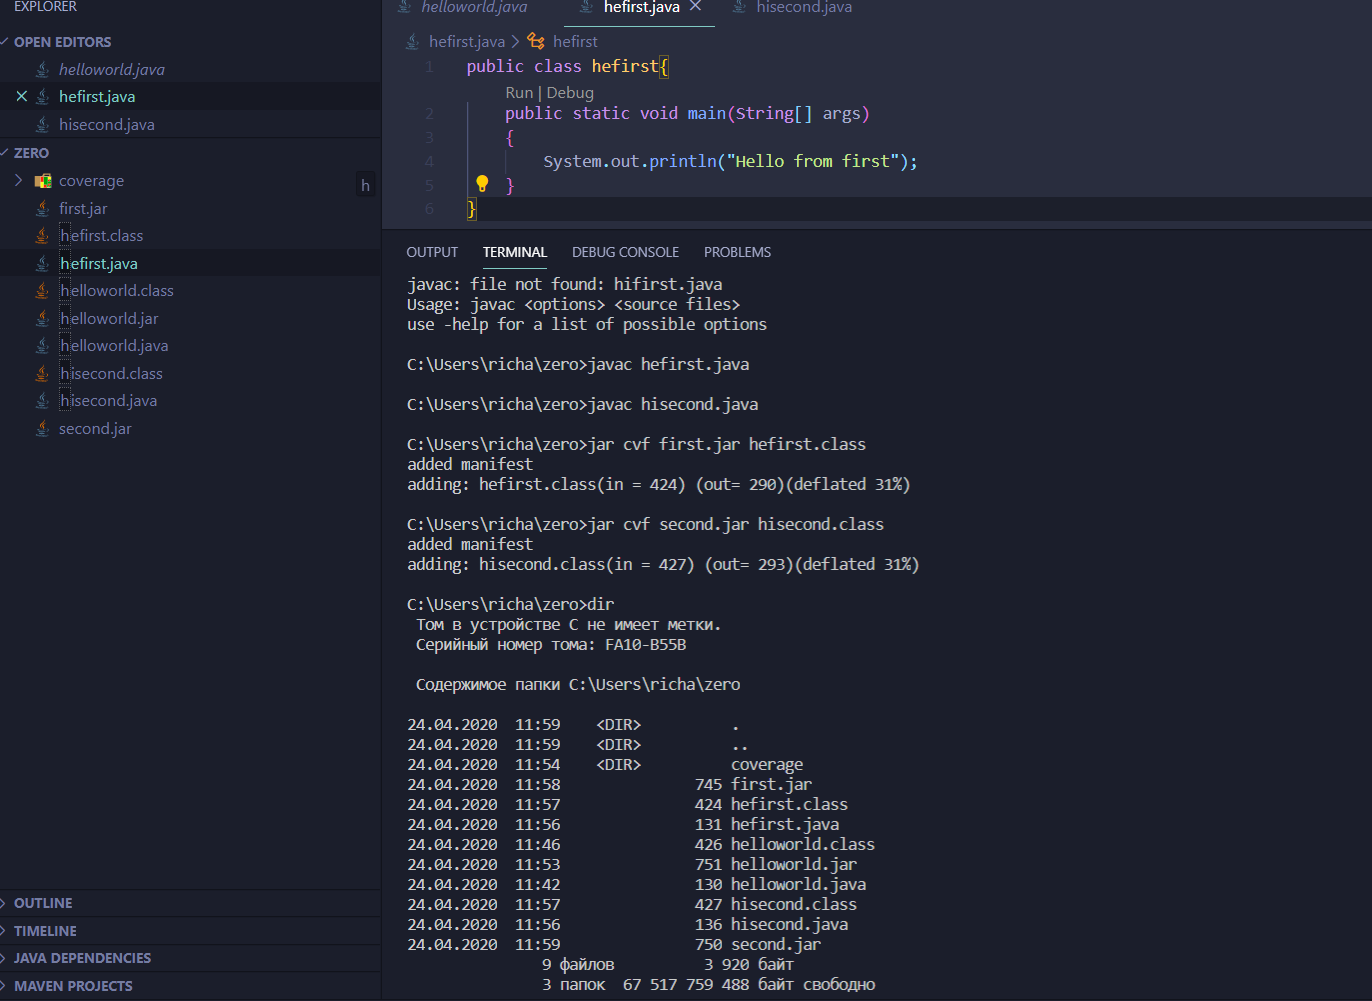 EXPLORER
OPEN EDITORS
helloworld.java
hefirst.java
hisecond.java
ZERO
coverage
h
first.jar
hefirst.class
hefirst.java
helloworld.class
helloworld.jar
helloworld.java
hisecond.class
hisecond.java
second.jar
OUTLINE
TIMELINE
JAVA DEPENDENCIES
MAVEN PROJECTS
helloworld.java hefirst.java hisecond.java
hefirst.java > hefirst
1 public class hefirst{
Run | Debug
2 public static void main(String[] args)
3 {
4 System.out.println("Hello from first");
5 }
6 }
OUTPUT TERMINAL DEBUG CONSOLE PROBLEMS
javac: file not found: hifirst.java
Usage: javac <options> <source files>
use -help for a list of possible options
C:\Users\richa\zero>javac hefirst.java
C:\Users\richa\zero>javac hisecond.java
C:\Users\richa\zero>jar cvf first.jar hefirst.class
added manifest
adding: hefirst.class(in = 424) (out= 290)(deflated 31%)
C:\Users\richa\zero>jar cvf second.jar hisecond.class
added manifest
adding: hisecond.class(in = 427) (out= 293)(deflated 31%)
C:\Users\richa\zero>dir
Том в устройстве C не имеет метки.
Серийный номер тома: FA10-B55B
Содержимое папки C:\Users\richa\zero
24.04.2020 11:59 <DIR> .
24.04.2020 11:59 <DIR> ..
24.04.2020 11:54 <DIR> coverage
24.04.2020 11:58 745 first.jar
24.04.2020 11:57 424 hefirst.class
24.04.2020 11:56 131 hefirst.java
24.04.2020 11:46 426 helloworld.class
24.04.2020 11:53 751 helloworld.jar
24.04.2020 11:42 130 helloworld.java
24.04.2020 11:57 427 hisecond.class
24.04.2020 11:56 136 hisecond.java
24.04.2020 11:59 750 second.jar
9 файлов 3 920 байт
3 папок 67 517 759 488 байт свободно